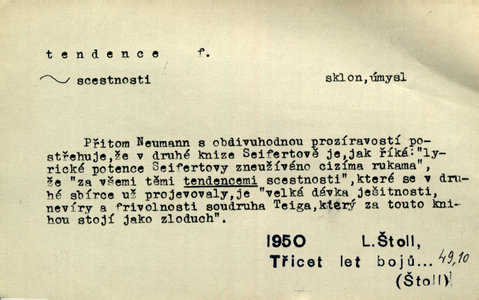 tendence f.
~ scestnosti sklon,úmysl
Přitom Neumann s obdivuhodnou prozíravostí po-
střehuje,že v druhé knize Seifertově je,jak říká:"ly-
rické potence Seifertovy zneužíváno cizíma rukama",
že "za všemi těmi tendencemi scestnosti",které se v dru-
hé sbírce už projevovaly,je "velká dávka ješitnosti,
nevíry a frivolnosti soudruha Teiga,který za touto kni-
hou stojí jako zloduch".
1950 L.Štoll,
Třicet let bojů... 49,10
(Štoll)